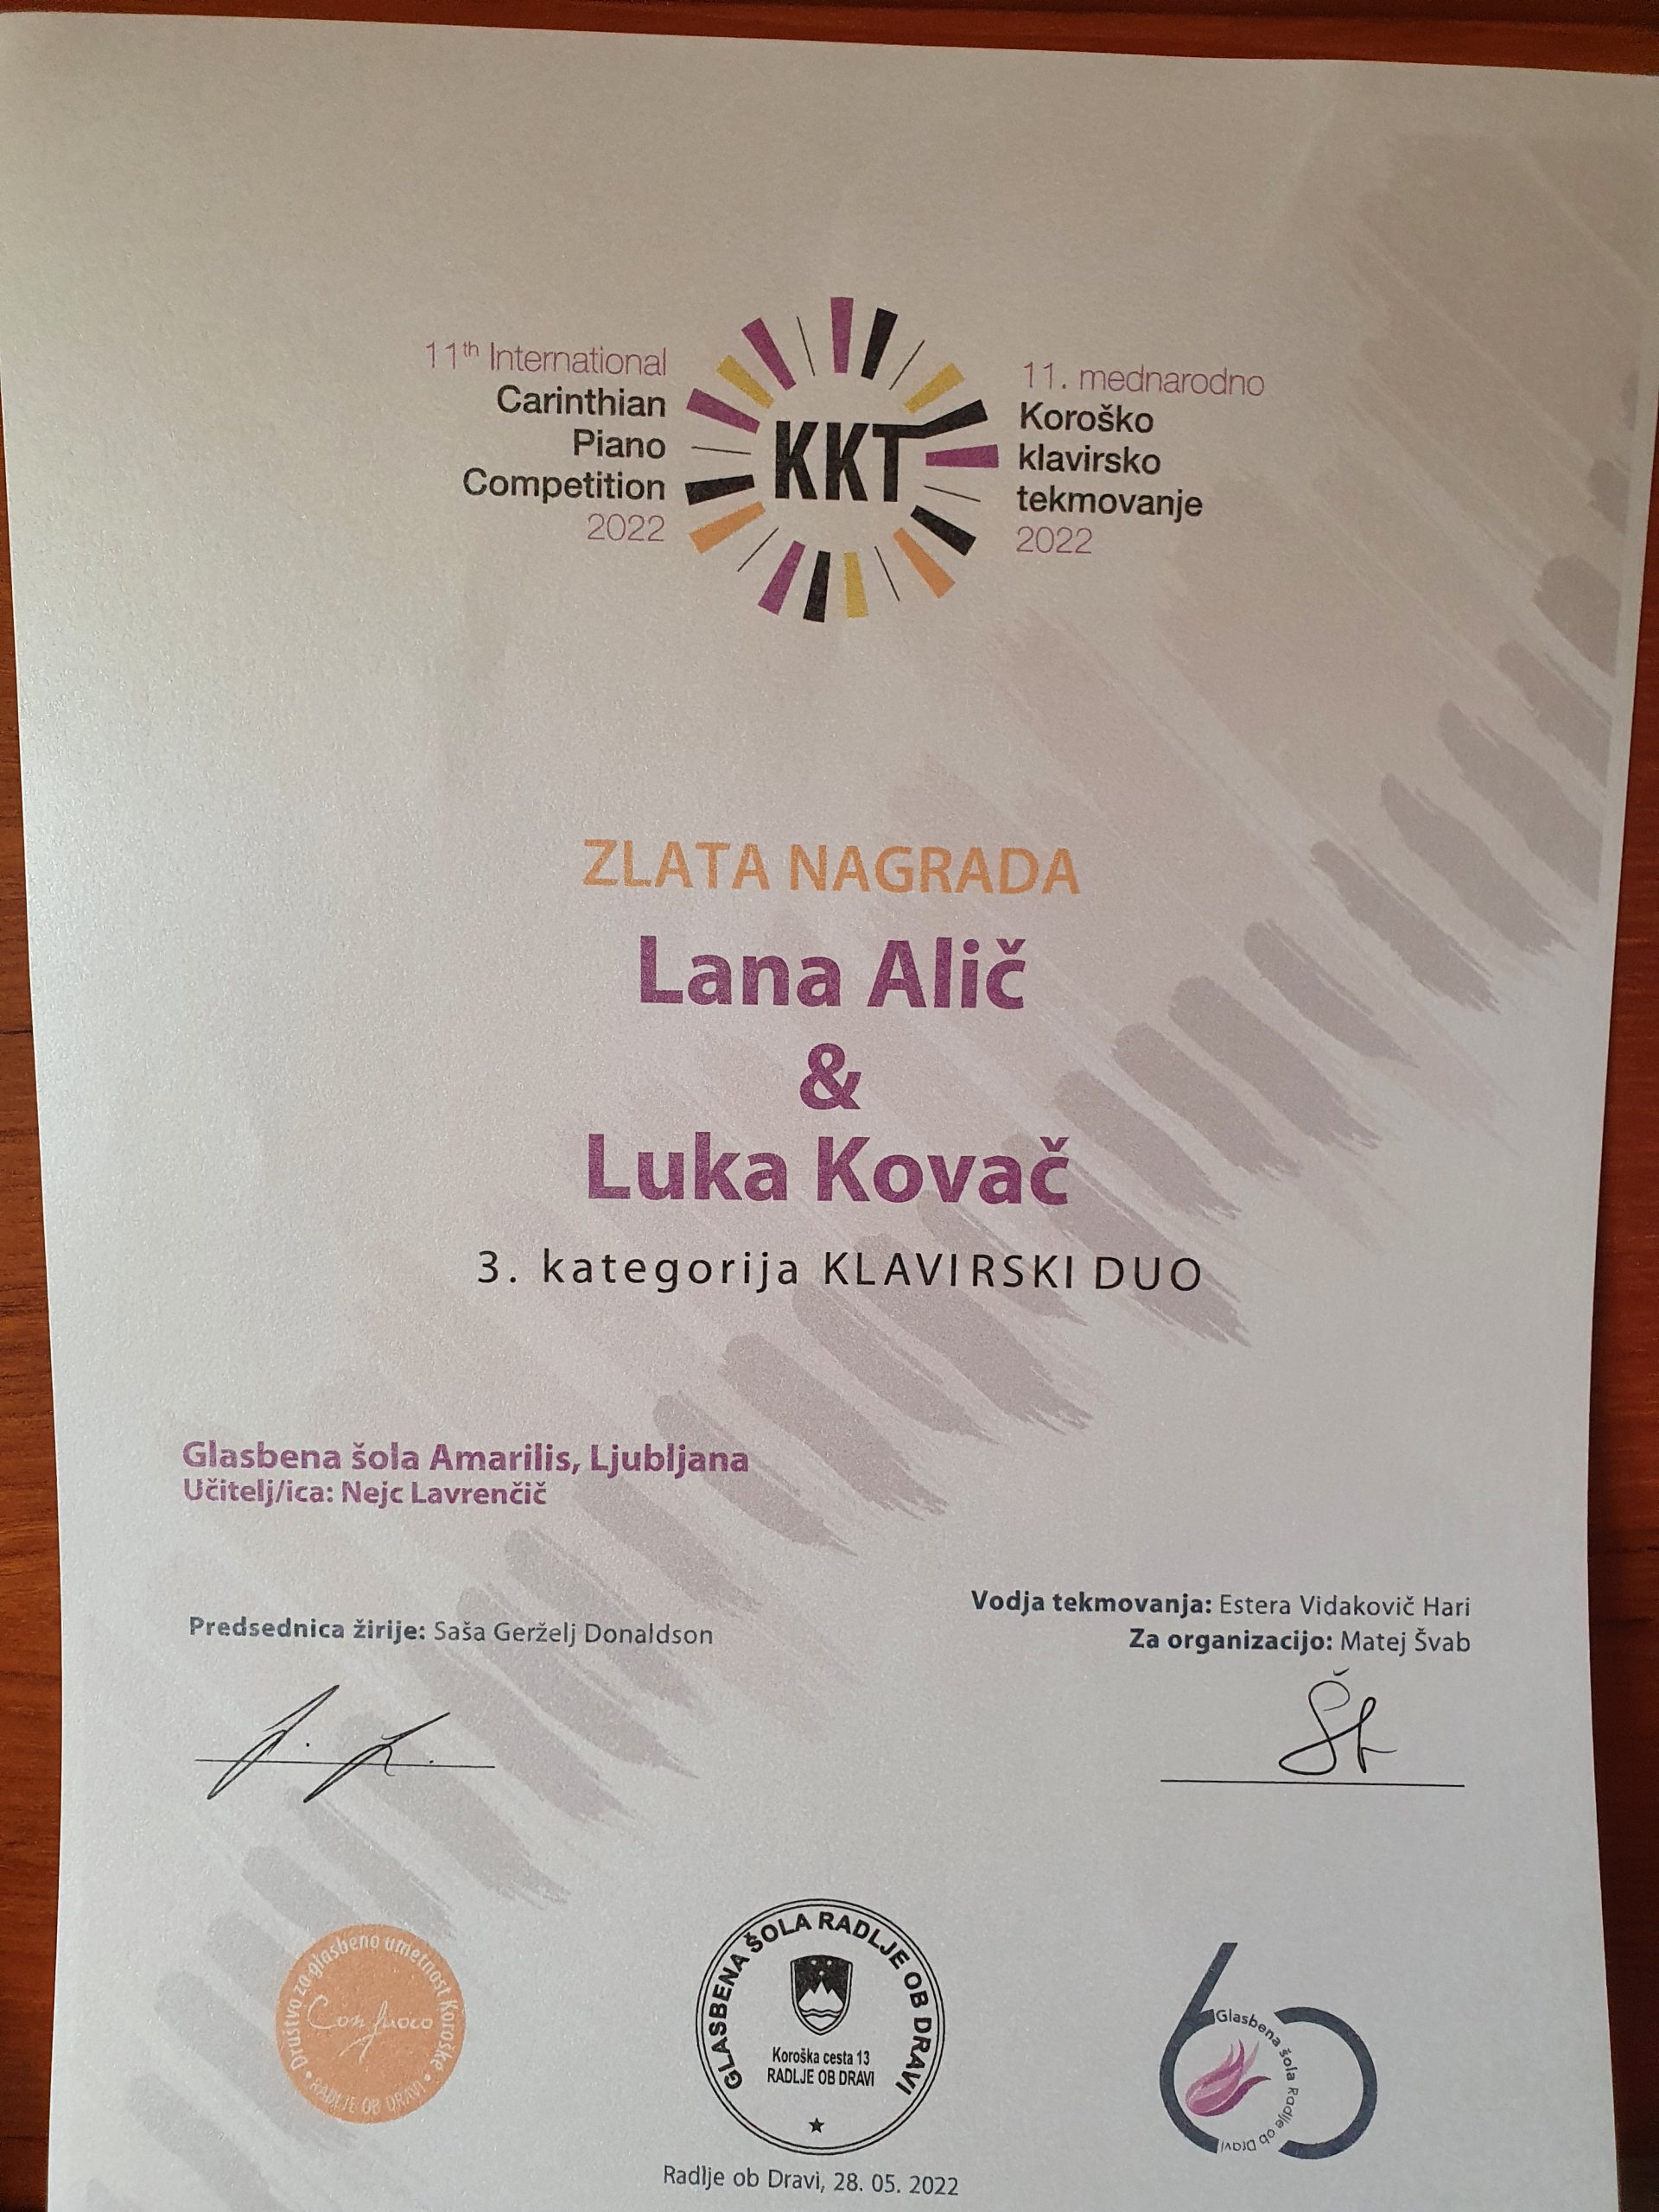 11th International
Carinthian
Piano
Competition
2022
KKT
11. mednarodno
Koroško
klavirsko
tekmovanje
2022
ZLATA NAGRADA
Lana Alič
&
Luka Kovač
3. kategorija KLAVIRSKI DUO
Glasbena šola Amarilis, Ljubljana
Učitelj/ica: Nejc Lavrenčič
Predsednica žirije: Saša Gerželj Donaldson
Vodja tekmovanja: Estera Vidakovič Hari
Za organizacijo: Matej Švab
Društvo za glasbeno umetnost Koroške
Con fuoco
• RADLJE OB DRAVI •
GLASBENA ŠOLA RADLJE OB DRAVI
Koroška cesta 13
RADLJE OB DRAVI
60
Glasbena šola Radlje ob Dravi
Radlje ob Dravi, 28. 05. 2022